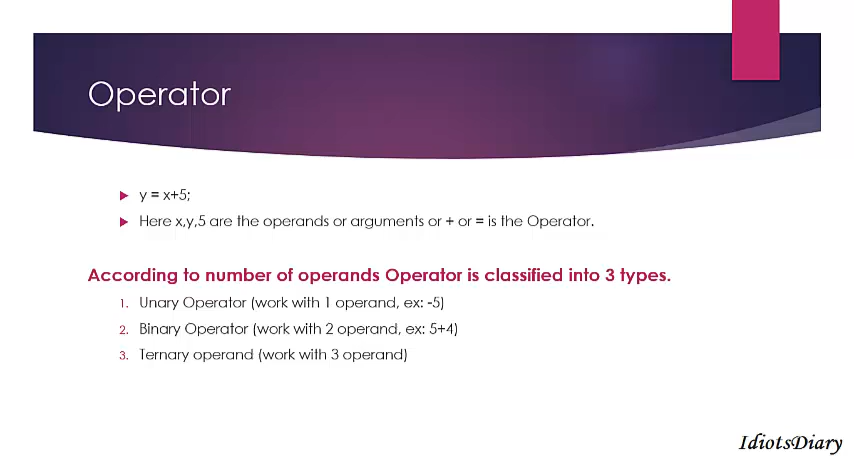 Operator
y = x+5;
Here x,y,5 are the operands or arguments or + or = is the Operator.
According to number of operands Operator is classified into 3 types.
1. Unary Operator (work with 1 operand, ex: -5)
2. Binary Operator (work with 2 operand, ex: 5+4)
3. Ternary operand (work with 3 operand)
IdiotsDiary